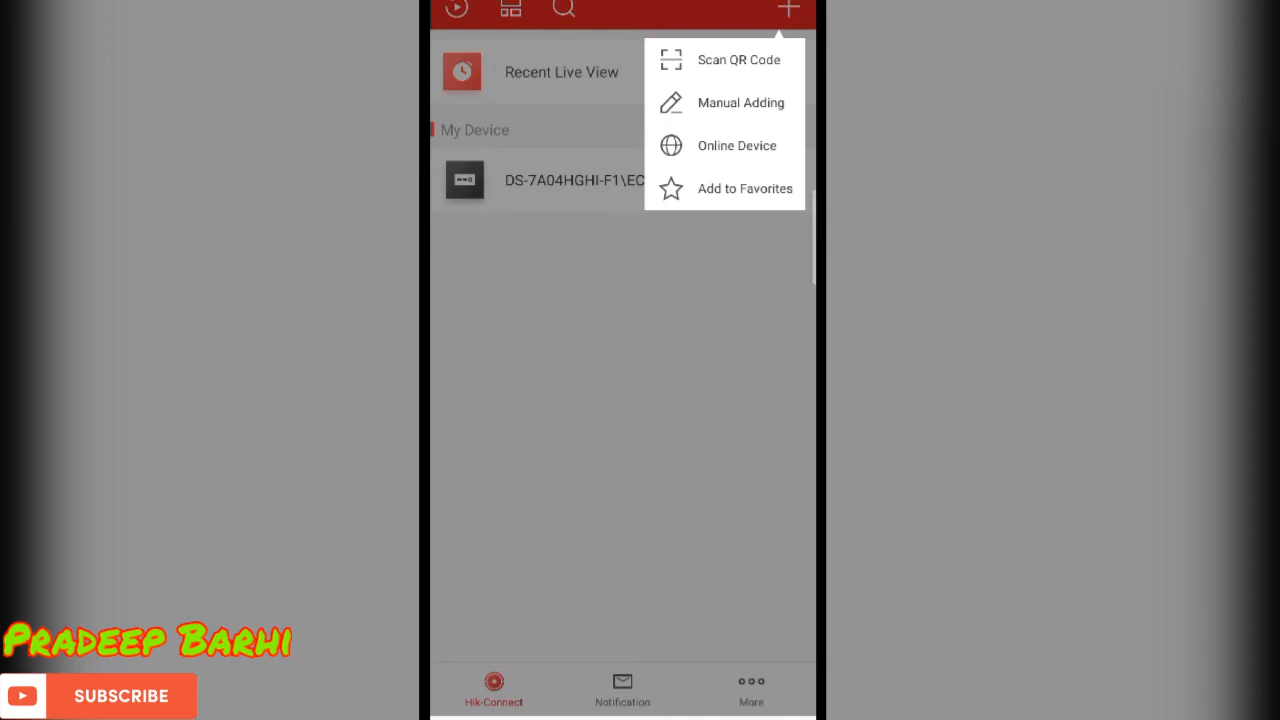 Recent Live View
Scan QR Code
Manual Adding
My Device
Online Device
DS-7A04HGHI-F1\EC
Add to Favorites
PRADEEP BARHI
SUBSCRIBE
Hik-Connect
Notification
More